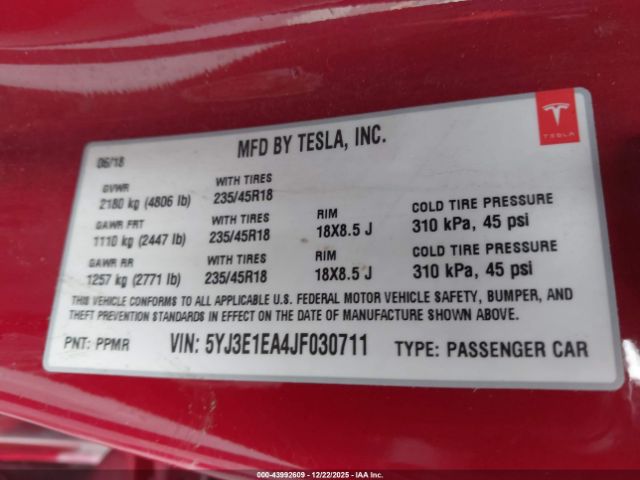 TESLA
MFD BY TESLA, INC.
06/18
GVWR WITH TIRES
2180 kg (4806 lb) 235/45R18
GAWR FRT WITH TIRES RIM COLD TIRE PRESSURE
1110 kg (2447 lb) 235/45R18 18X8.5 J 310 kPa, 45 psi
GAWR RR WITH TIRES RIM COLD TIRE PRESSURE
1257 kg (2771 lb) 235/45R18 18X8.5 J 310 kPa, 45 psi
THIS VEHICLE CONFORMS TO ALL APPLICABLE U.S. FEDERAL MOTOR VEHICLE SAFETY, BUMPER, AND
THEFT PREVENTION STANDARDS IN EFFECT ON THE DATE OF MANUFACTURE SHOWN ABOVE.
PNT: PPMR VIN: 5YJ3E1EA4JF030711 TYPE: PASSENGER CAR
000-43992609 - 12/22/2025 - IAA Inc.